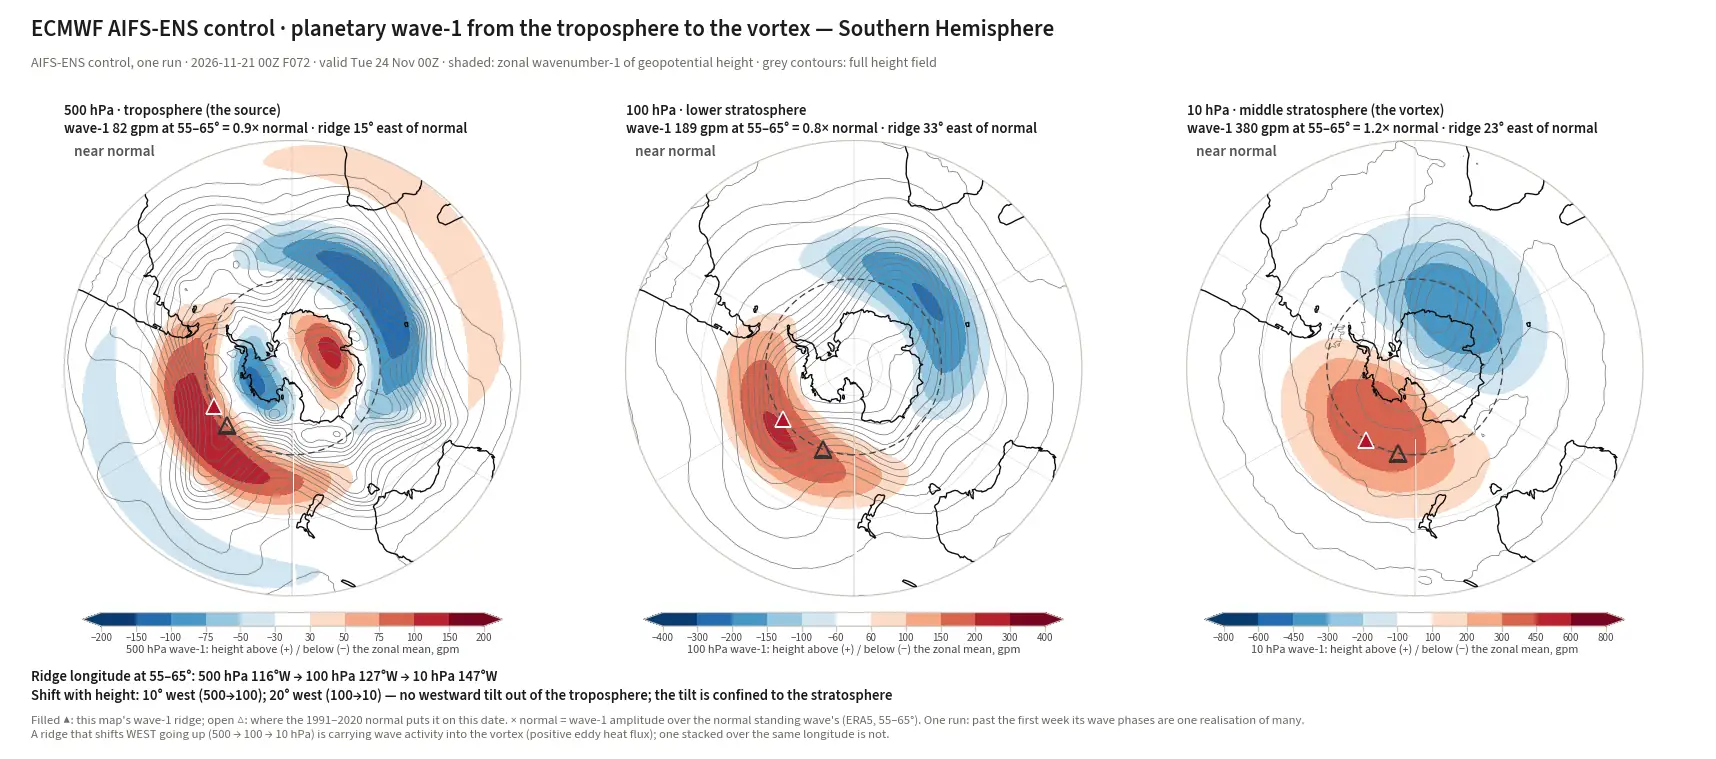 ECMWF AIFS-ENS control · planetary wave-1 from the troposphere to the vortex — Southern Hemisphere
AIFS-ENS control, one run · 2026-11-21 00Z F072 · valid Tue 24 Nov 00Z · shaded: zonal wavenumber-1 of geopotential height · grey contours: full height field
500 hPa · troposphere (the source)
wave-1 82 gpm at 55–65° = 0.9× normal · ridge 15° east of normal
near normal
100 hPa · lower stratosphere
wave-1 189 gpm at 55–65° = 0.8× normal · ridge 33° east of normal
near normal
10 hPa · middle stratosphere (the vortex)
wave-1 380 gpm at 55–65° = 1.2× normal · ridge 23° east of normal
near normal
−200 −150 −100 −75 −50 −30 30 50 75 100 150 200
500 hPa wave-1: height above (+) / below (−) the zonal mean, gpm
−400 −300 −200 −150 −100 −60 60 100 150 200 300 400
100 hPa wave-1: height above (+) / below (−) the zonal mean, gpm
−800 −600 −450 −300 −200 −100 100 200 300 450 600 800
10 hPa wave-1: height above (+) / below (−) the zonal mean, gpm
Ridge longitude at 55–65°: 500 hPa 116°W → 100 hPa 127°W → 10 hPa 147°W
Shift with height: 10° west (500→100); 20° west (100→10) — no westward tilt out of the troposphere; the tilt is confined to the stratosphere
Filled ▲: this map's wave-1 ridge; open △: where the 1991–2020 normal puts it on this date. × normal = wave-1 amplitude over the normal standing wave's (ERA5, 55–65°). One run: past the first week its wave phases are one realisation of many.
A ridge that shifts WEST going up (500 → 100 → 10 hPa) is carrying wave activity into the vortex (positive eddy heat flux); one stacked over the same longitude is not.